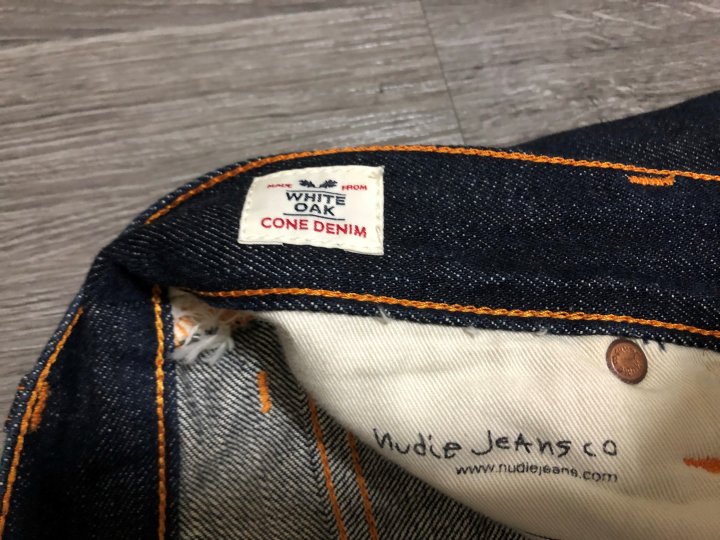 MADE FROM
WHITE
OAK
CONE DENIM
nudie jeans co
www.nudiejeans.com